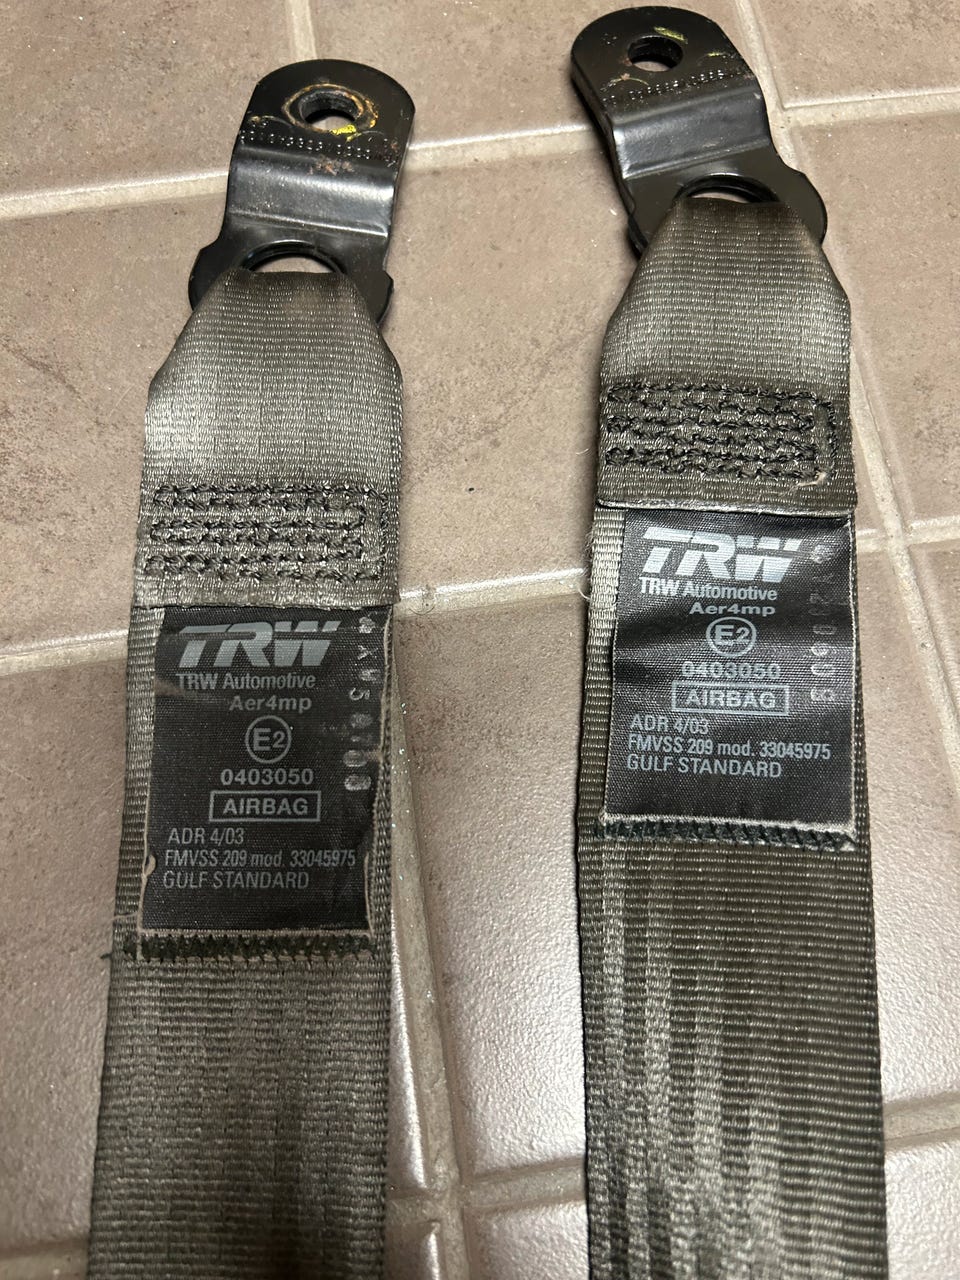 TRW
TRW Automotive
Aer4mp
E2
0403050
AIRBAG
ADR 4/03
FMVSS 209 mod. 33045975
GULF STANDARD
TRW
TRW Automotive
Aer4mp
E2
0403050
AIRBAG
ADR 4/03
FMVSS 209 mod. 33045975
GULF STANDARD